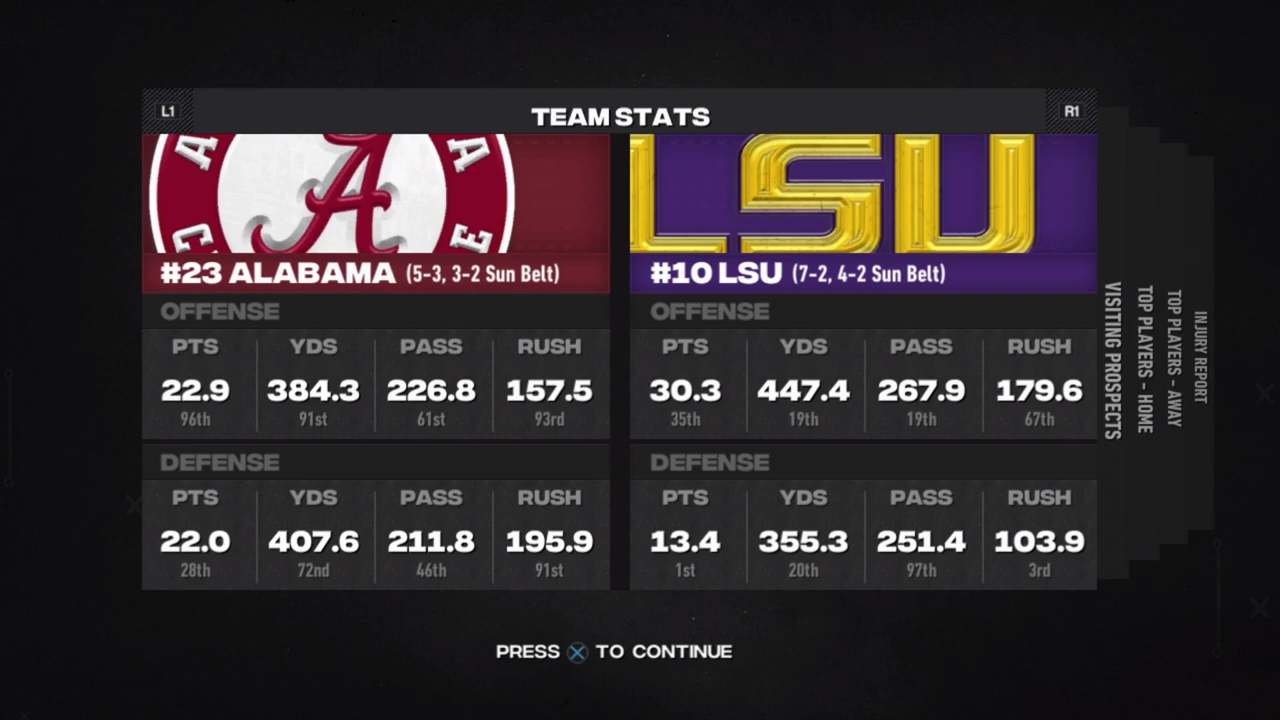 L1
TEAM STATS
R1
A A A C E
LSU
#23 ALABAMA (5-3, 3-2 Sun Belt)
#10 LSU (7-2, 4-2 Sun Belt)
OFFENSE
PTS YDS PASS RUSH
22.9 384.3 226.8 157.5
96th 91st 61st 93rd
DEFENSE
PTS YDS PASS RUSH
22.0 407.6 211.8 195.9
28th 72nd 46th 91st
OFFENSE
PTS YDS PASS RUSH
30.3 447.4 267.9 179.6
35th 19th 19th 67th
DEFENSE
PTS YDS PASS RUSH
13.4 355.3 251.4 103.9
1st 20th 97th 3rd
VISITING PROSPECTS
TOP PLAYERS - HOME
TOP PLAYERS - AWAY
INJURY REPORT
PRESS X TO CONTINUE